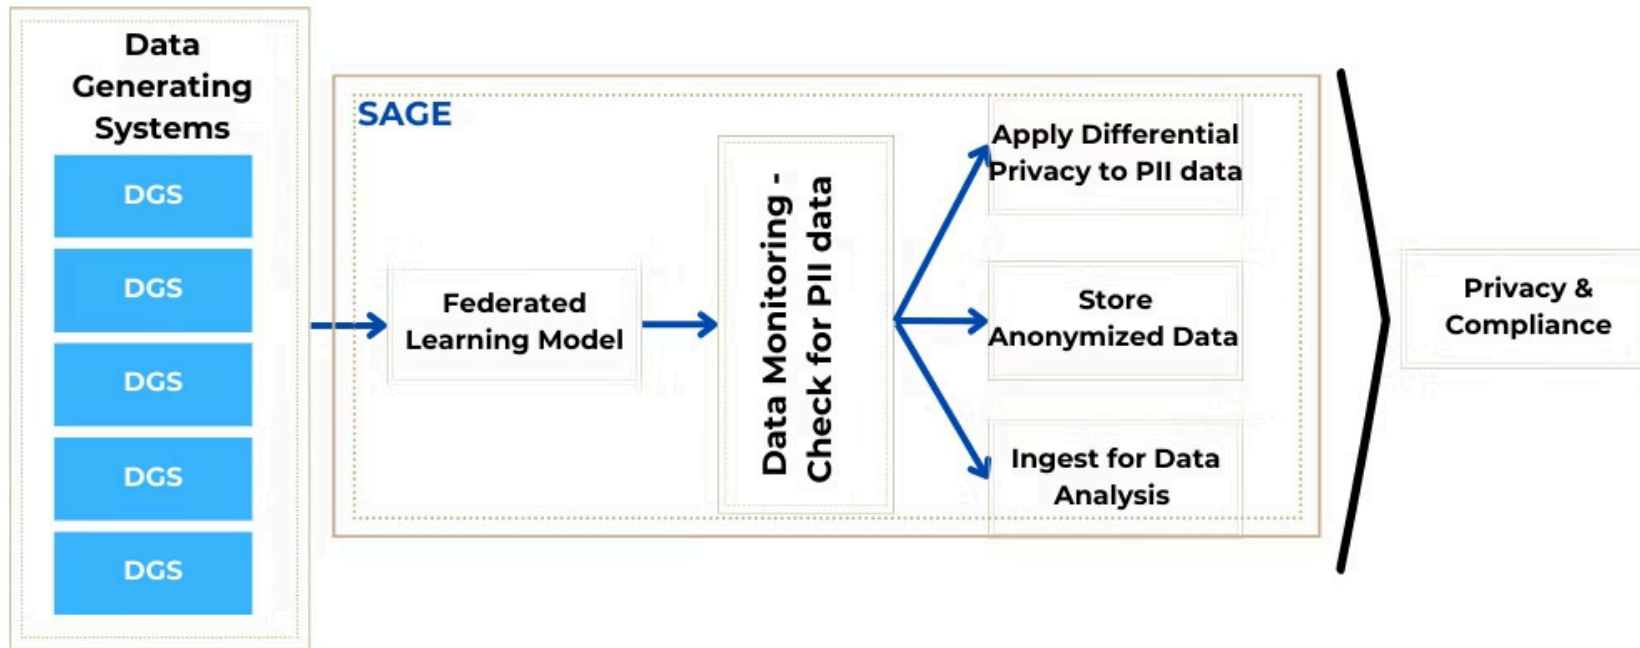 Data
Generating
Systems
DGS
DGS
DGS
DGS
DGS
SAGE
Federated
Learning Model
Data Monitoring -
Check for PII data
Apply Differential
Privacy to PII data
Store
Anonymized Data
Ingest for Data
Analysis
Privacy &
Compliance